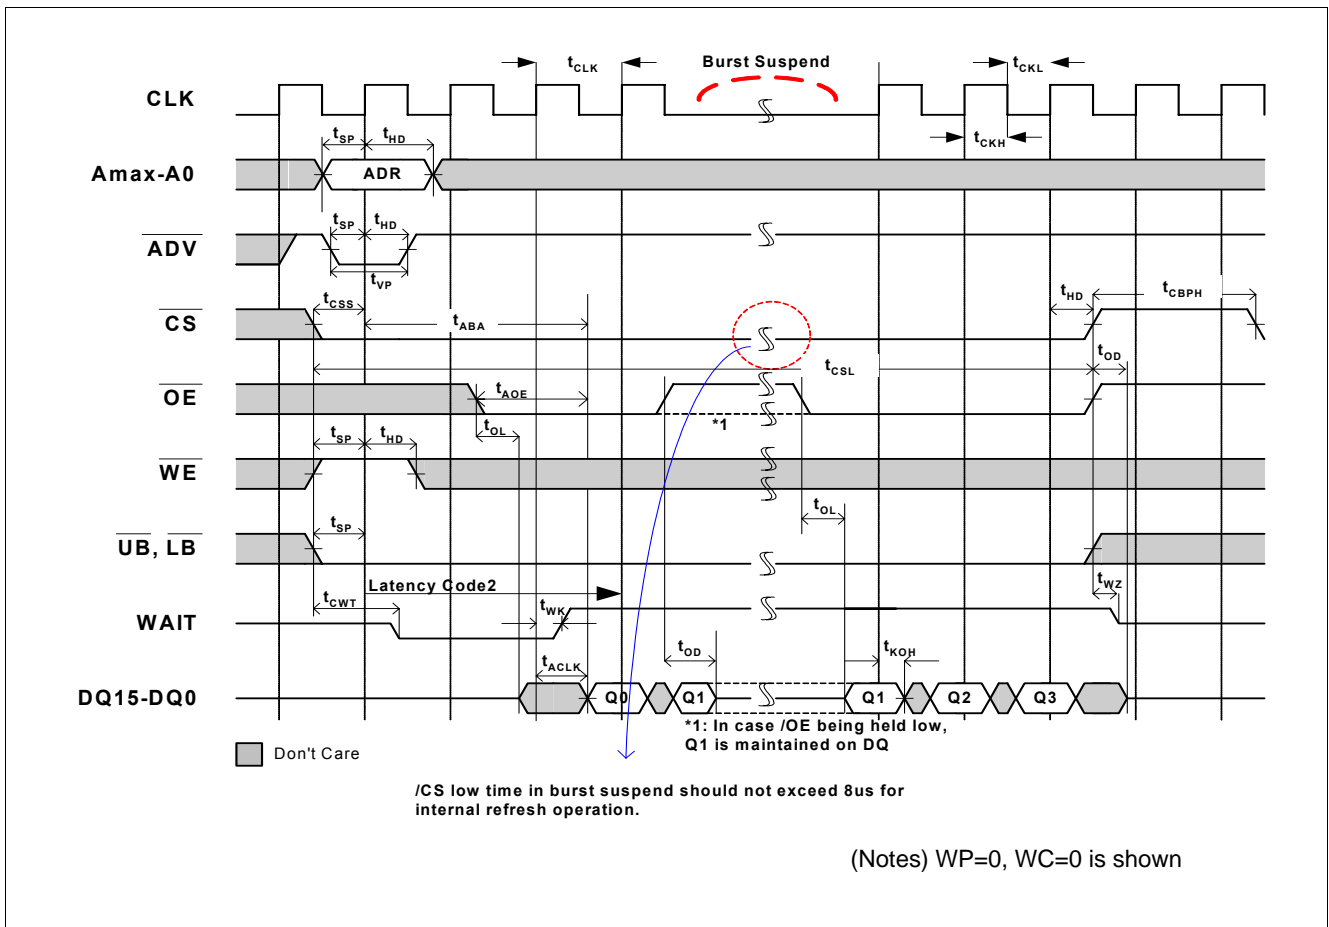 tCLK Burst Suspend tCKL
CLK
tSP tHD tCKH
Amax-A0 ADR
tSP tHD
ADV
tVP
tCSS tHD tCBPH
CS tABA
tCSL tOD
OE tAOE
tOL *1
tSP tHD
WE
tOL
tSP
UB, LB
Latency Code2 tWZ
tCWT tWK
WAIT
tOD tKOH
tACLK
DQ15-DQ0 Q0 Q1 Q1 Q2 Q3
*1: In case /OE being held low,
Q1 is maintained on DQ
Don't Care
/CS low time in burst suspend should not exceed 8us for
internal refresh operation.
(Notes) WP=0, WC=0 is shown